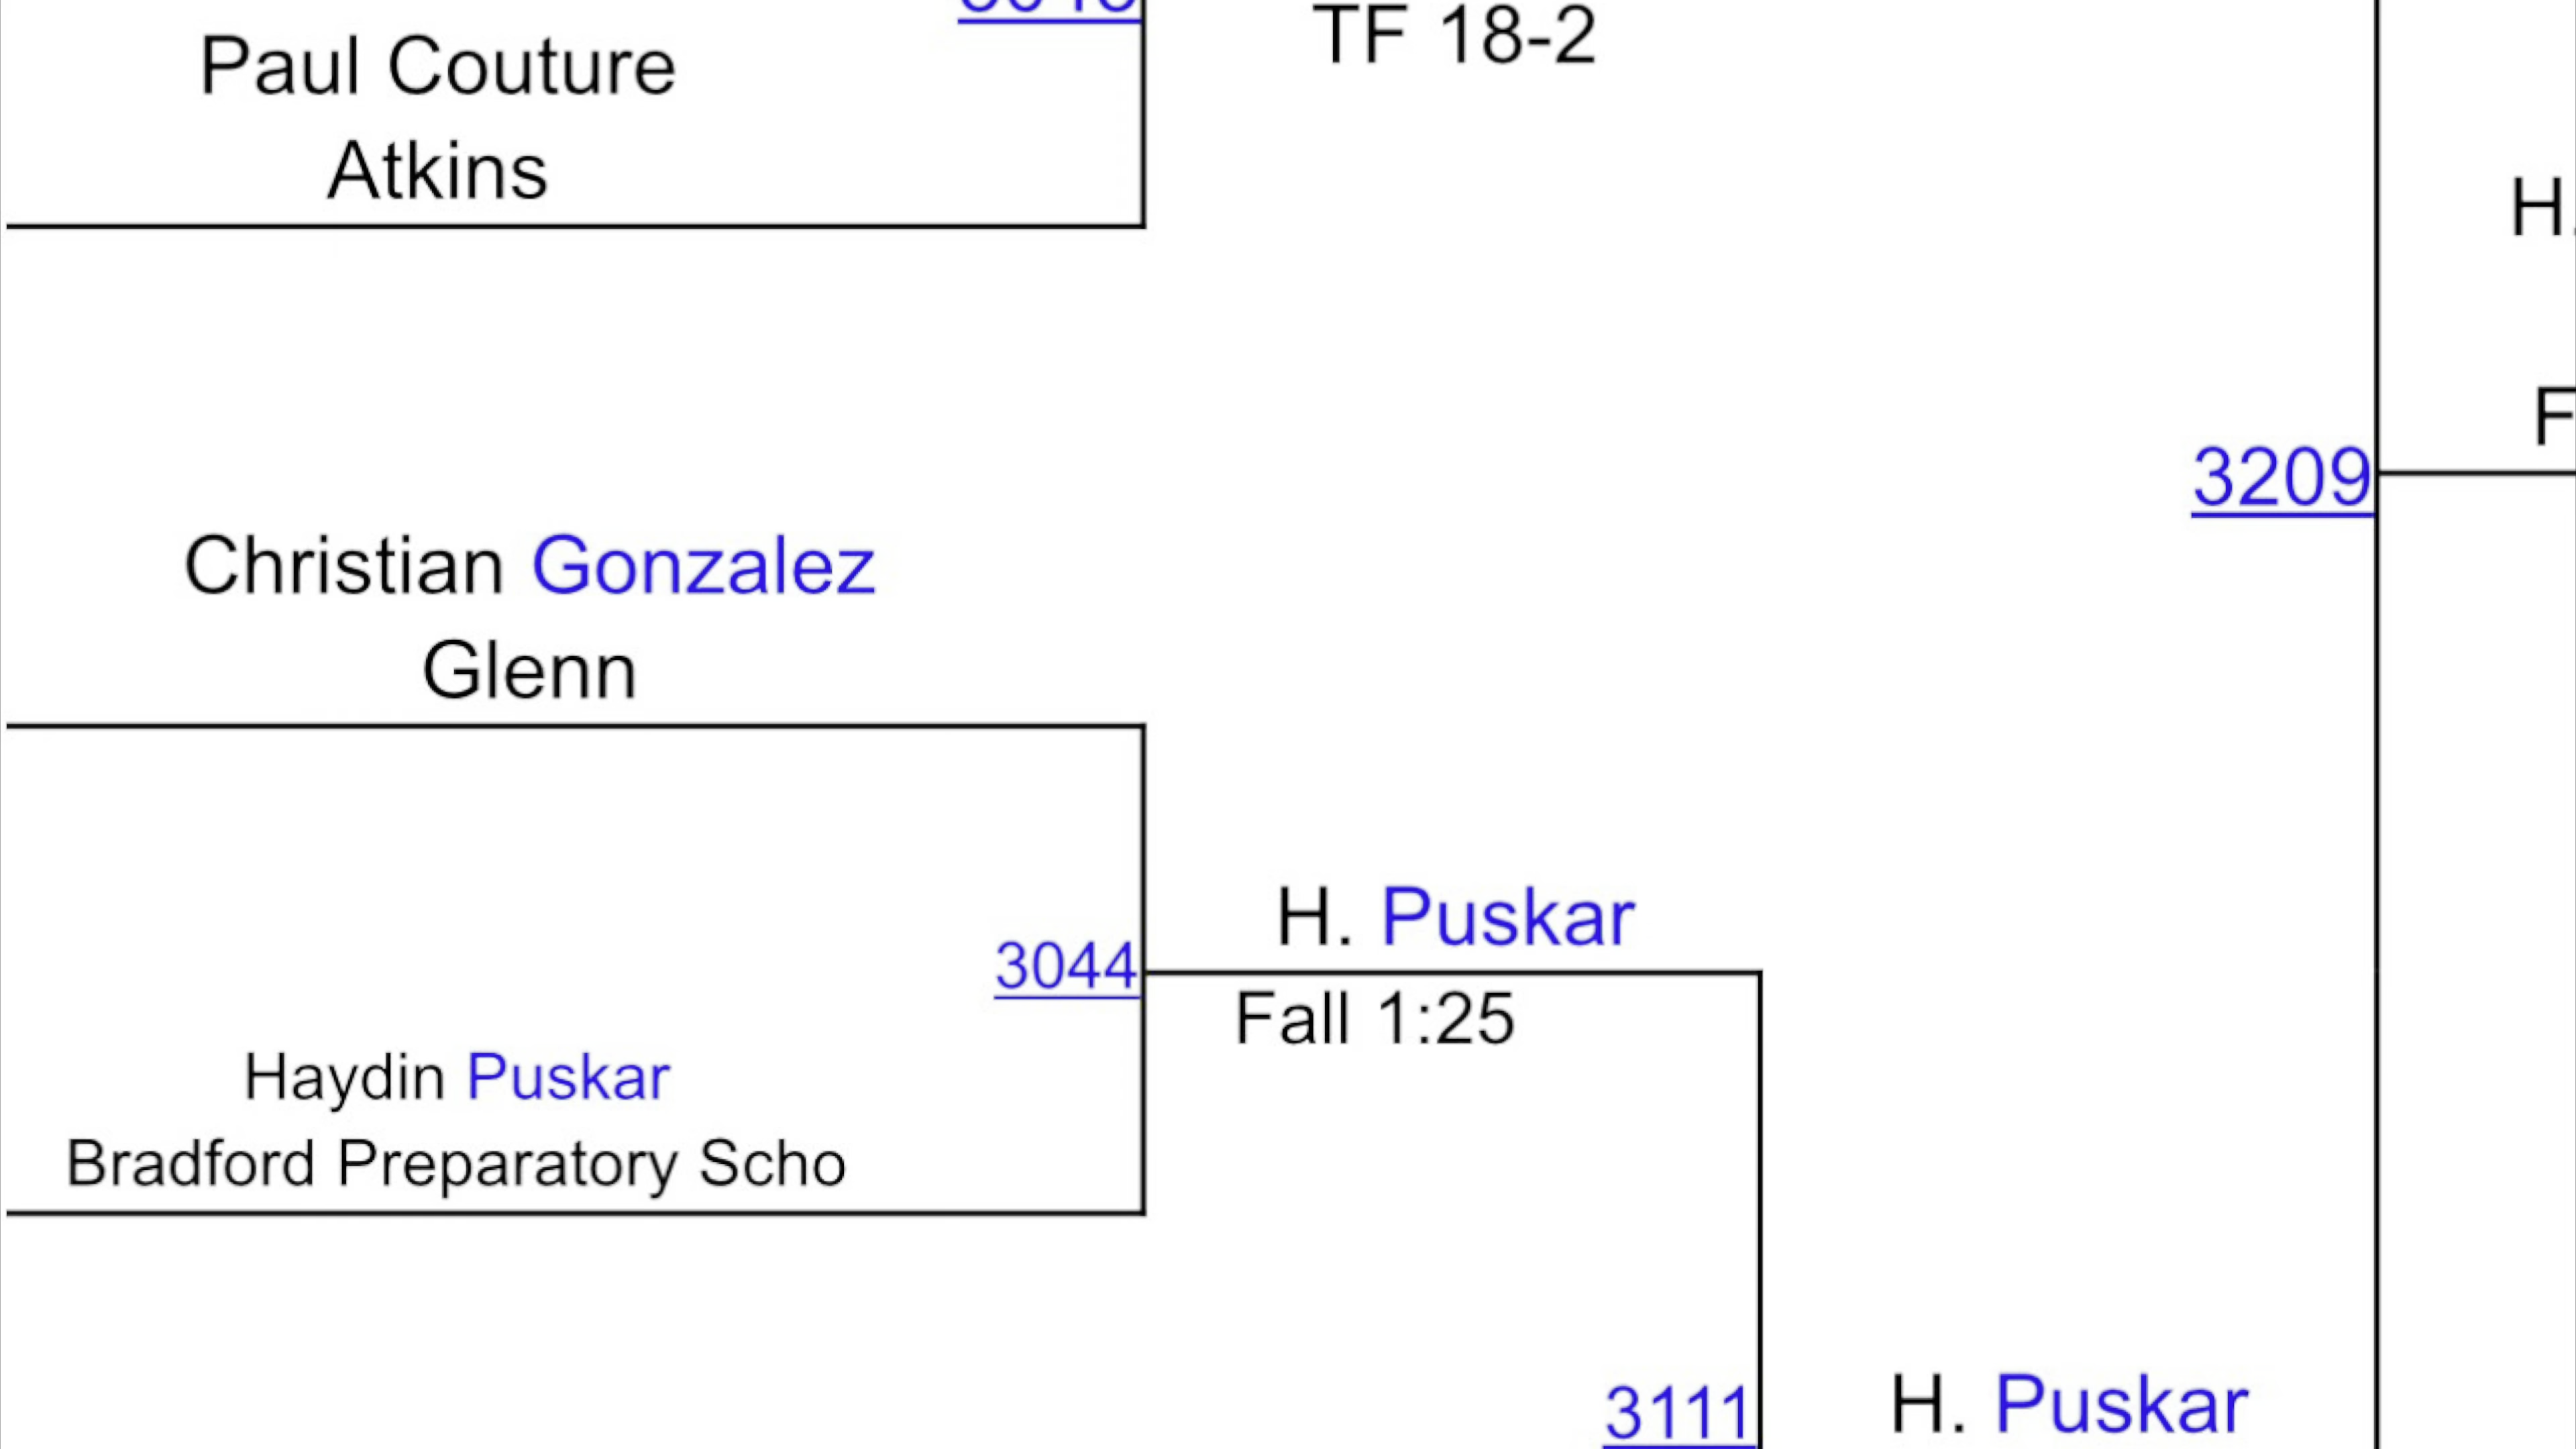 TF 18-2
Paul Couture
Atkins
H.
F
3209
Christian Gonzalez
Glenn
H. Puskar
3044
Fall 1:25
Haydin Puskar
Bradford Preparatory Scho
3111
H. Puskar